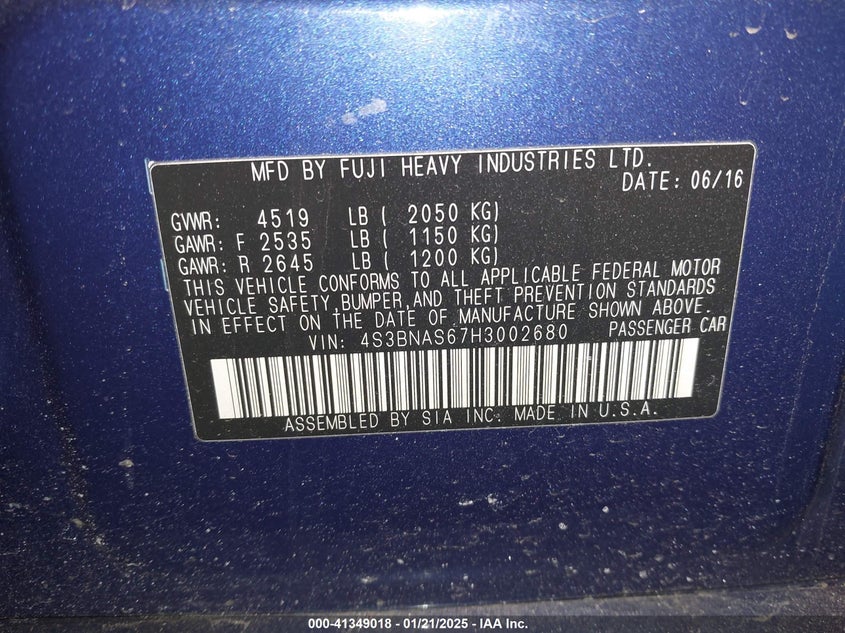 MFD BY FUJI HEAVY INDUSTRIES LTD.
DATE: 06/16
GVWR: 4519 LB ( 2050 KG)
GAWR: F 2535 LB ( 1150 KG)
GAWR: R 2645 LB ( 1200 KG)
THIS VEHICLE CONFORMS TO ALL APPLICABLE FEDERAL MOTOR
VEHICLE SAFETY,BUMPER,AND THEFT PREVENTION STANDARDS
IN EFFECT ON THE DATE OF MANUFACTURE SHOWN ABOVE.
VIN: 4S3BNAS67H3002680 PASSENGER CAR
ASSEMBLED BY SIA INC. MADE IN U.S.A.
000-41349018 - 01/21/2025 - IAA Inc.